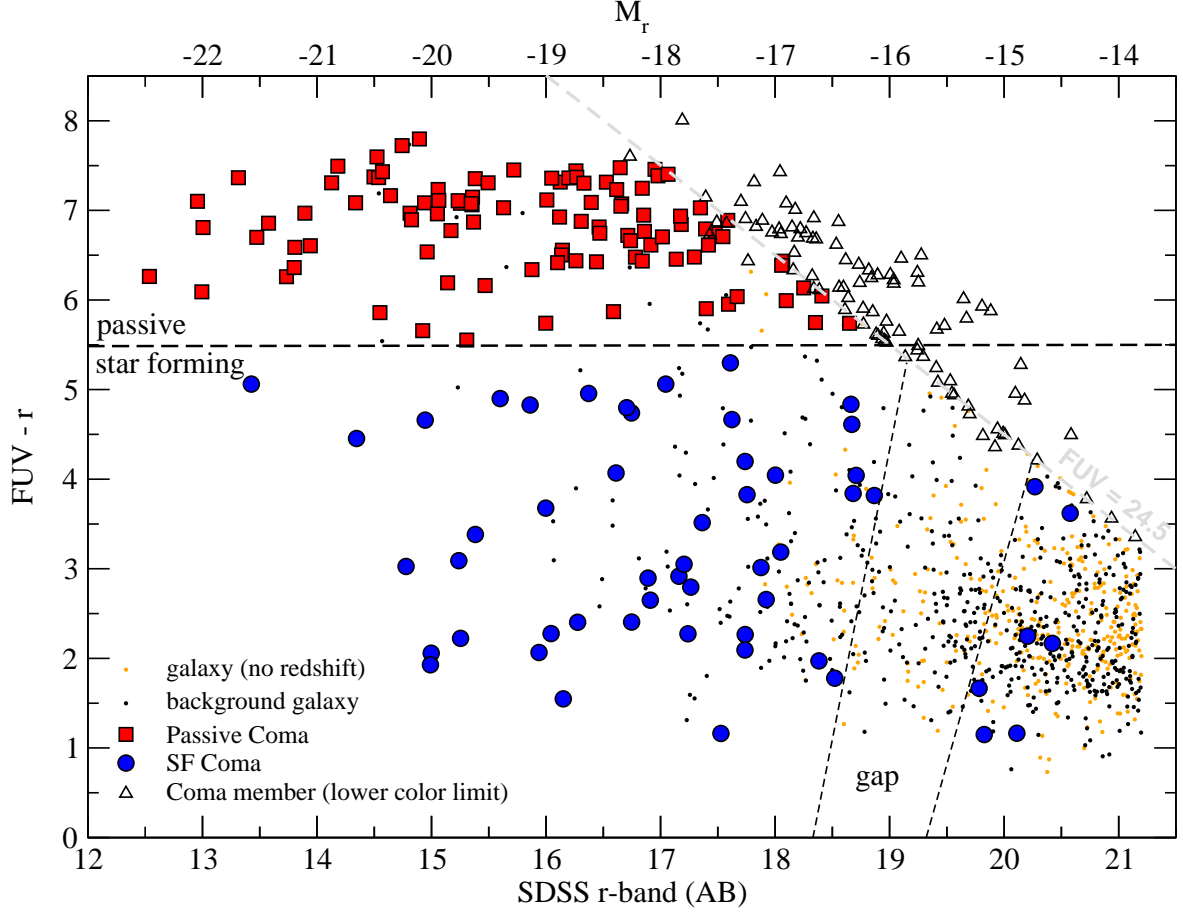 M_r
-22 -21 -20 -19 -18 -17 -16 -15 -14
8
7
6
5
4
3
2
1
0
FUV - r
passive
star forming
FUV = 24.5
galaxy (no redshift)
background galaxy
Passive Coma
SF Coma
Coma member (lower color limit)
gap
12 13 14 15 16 17 18 19 20 21
SDSS r-band (AB)